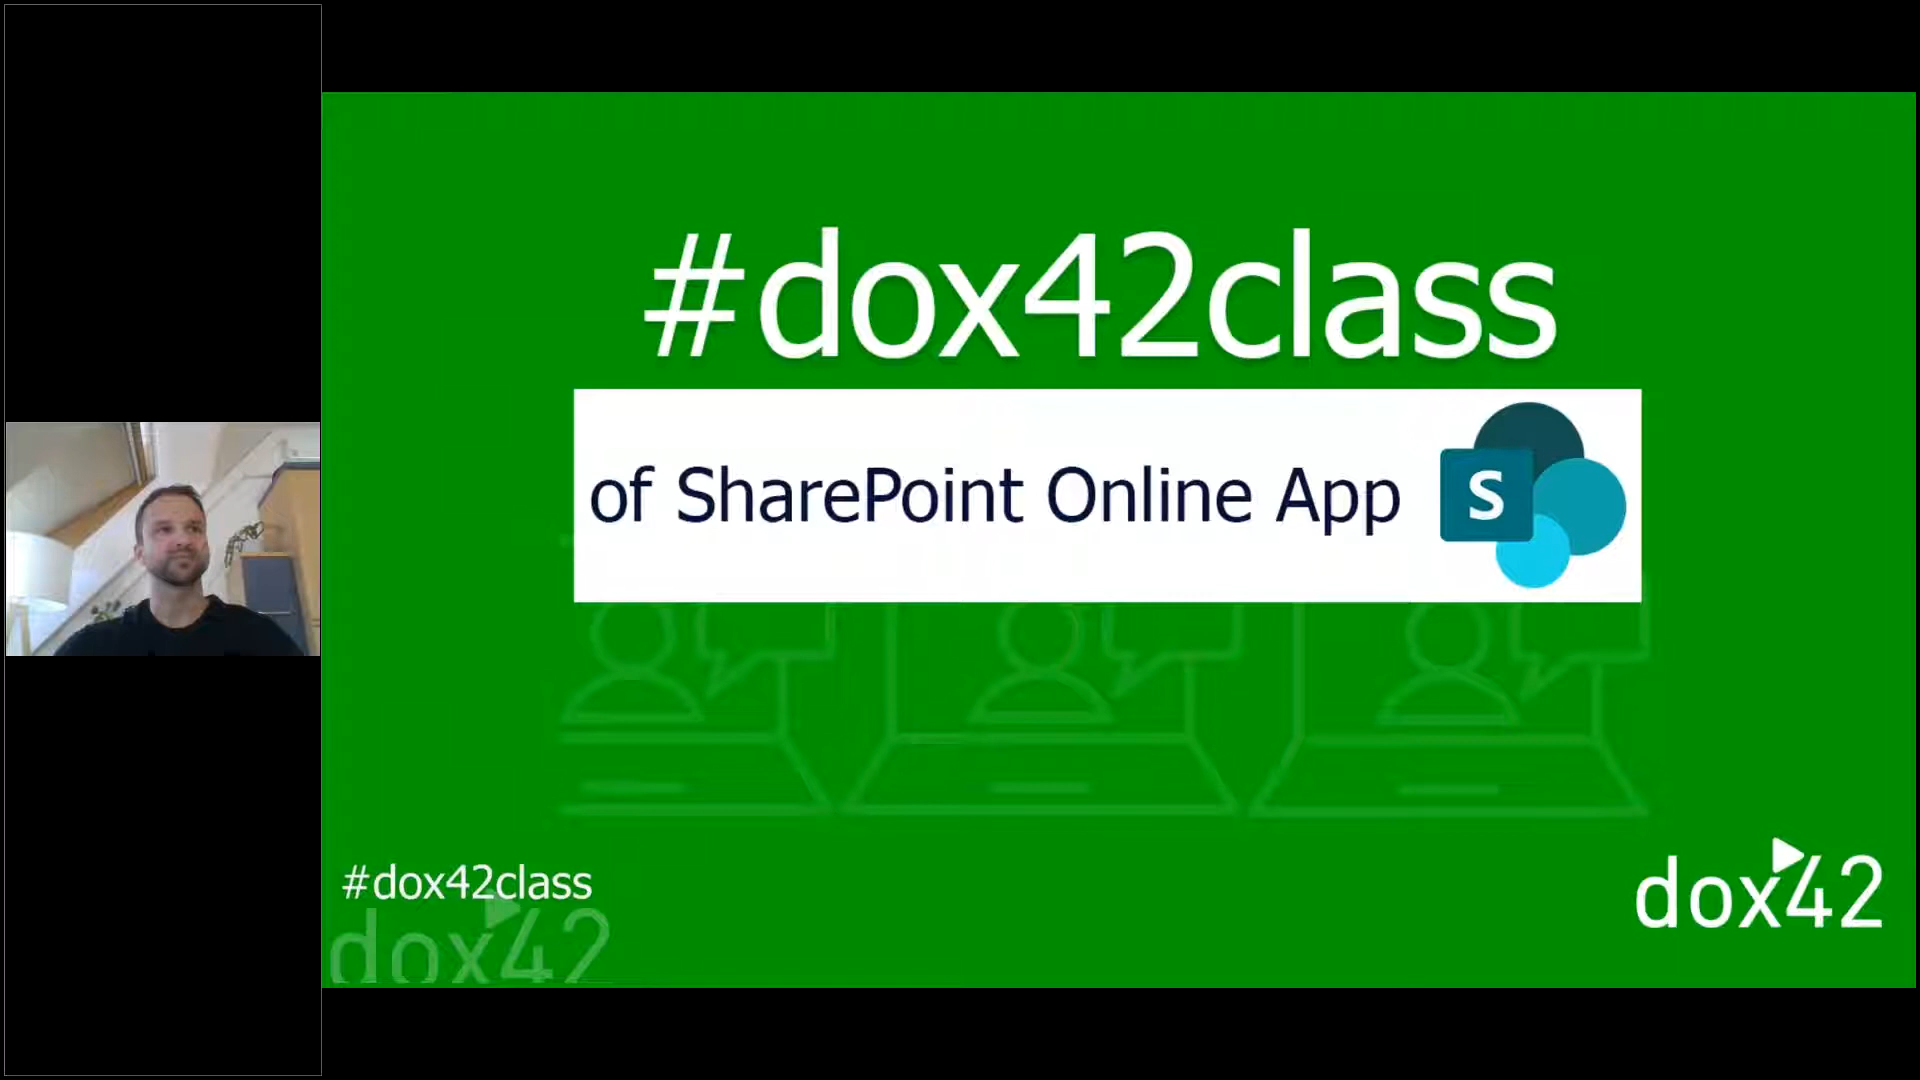 #dox42class
of SharePoint Online App
S
#dox42class
dox42
dox42